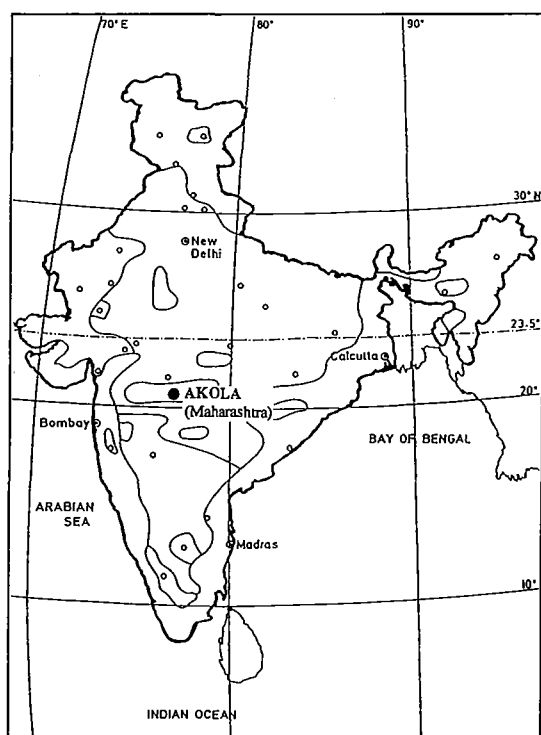 70° E
80°
90°
30° N
New
Delhi
23·5°
Calcutta
AKOLA
(Maharashtra)
20°
Bombay
BAY OF BENGAL
ARABIAN
SEA
Madras
10°
INDIAN OCEAN